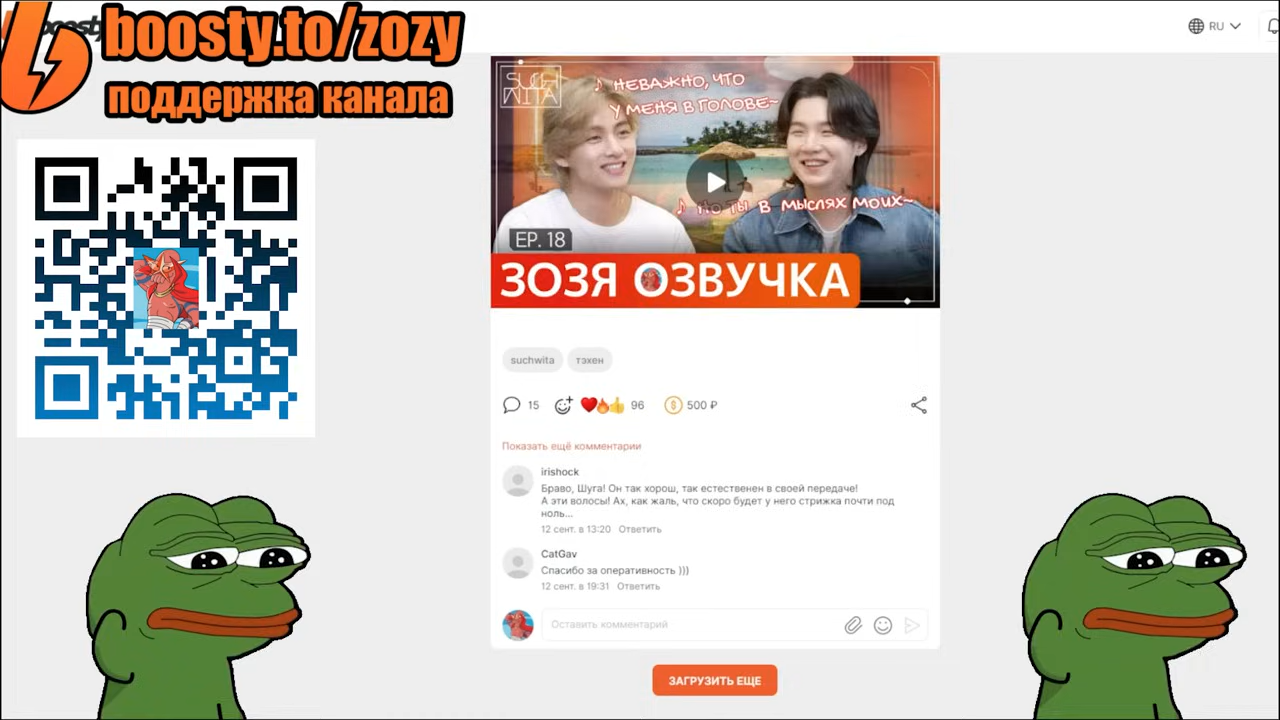 boosty.to/zozy
поддержка канала
RU
SUCHWITA
♪ НЕВАЖНО, ЧТО
У МЕНЯ В ГОЛОВЕ~
♪ НО ТЫ В МЫСЛЯХ МОИХ~
EP. 18
ЗОЗЯ ОЗВУЧКА
suchwita
тэхен
15
96
500 ₽
Показать ещё комментарии
irishock
Браво, Шуга! Он так хорош, так естественен в своей передаче!
А эти волосы! Ах, как жаль, что скоро будет у него стрижка почти под
ноль...
12 сент. в 13:20 Ответить
CatGav
Спасибо за оперативность )))
12 сент. в 19:31 Ответить
Оставить комментарий
ЗАГРУЗИТЬ ЕЩЕ